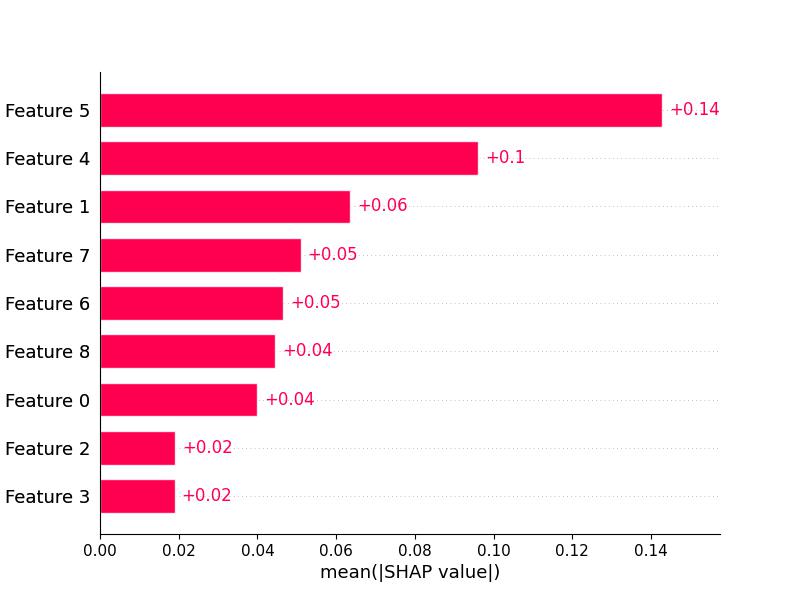 Feature 5 +0.14
Feature 4 +0.1
Feature 1 +0.06
Feature 7 +0.05
Feature 6 +0.05
Feature 8 +0.04
Feature 0 +0.04
Feature 2 +0.02
Feature 3 +0.02
0.00 0.02 0.04 0.06 0.08 0.10 0.12 0.14
mean(|SHAP value|)